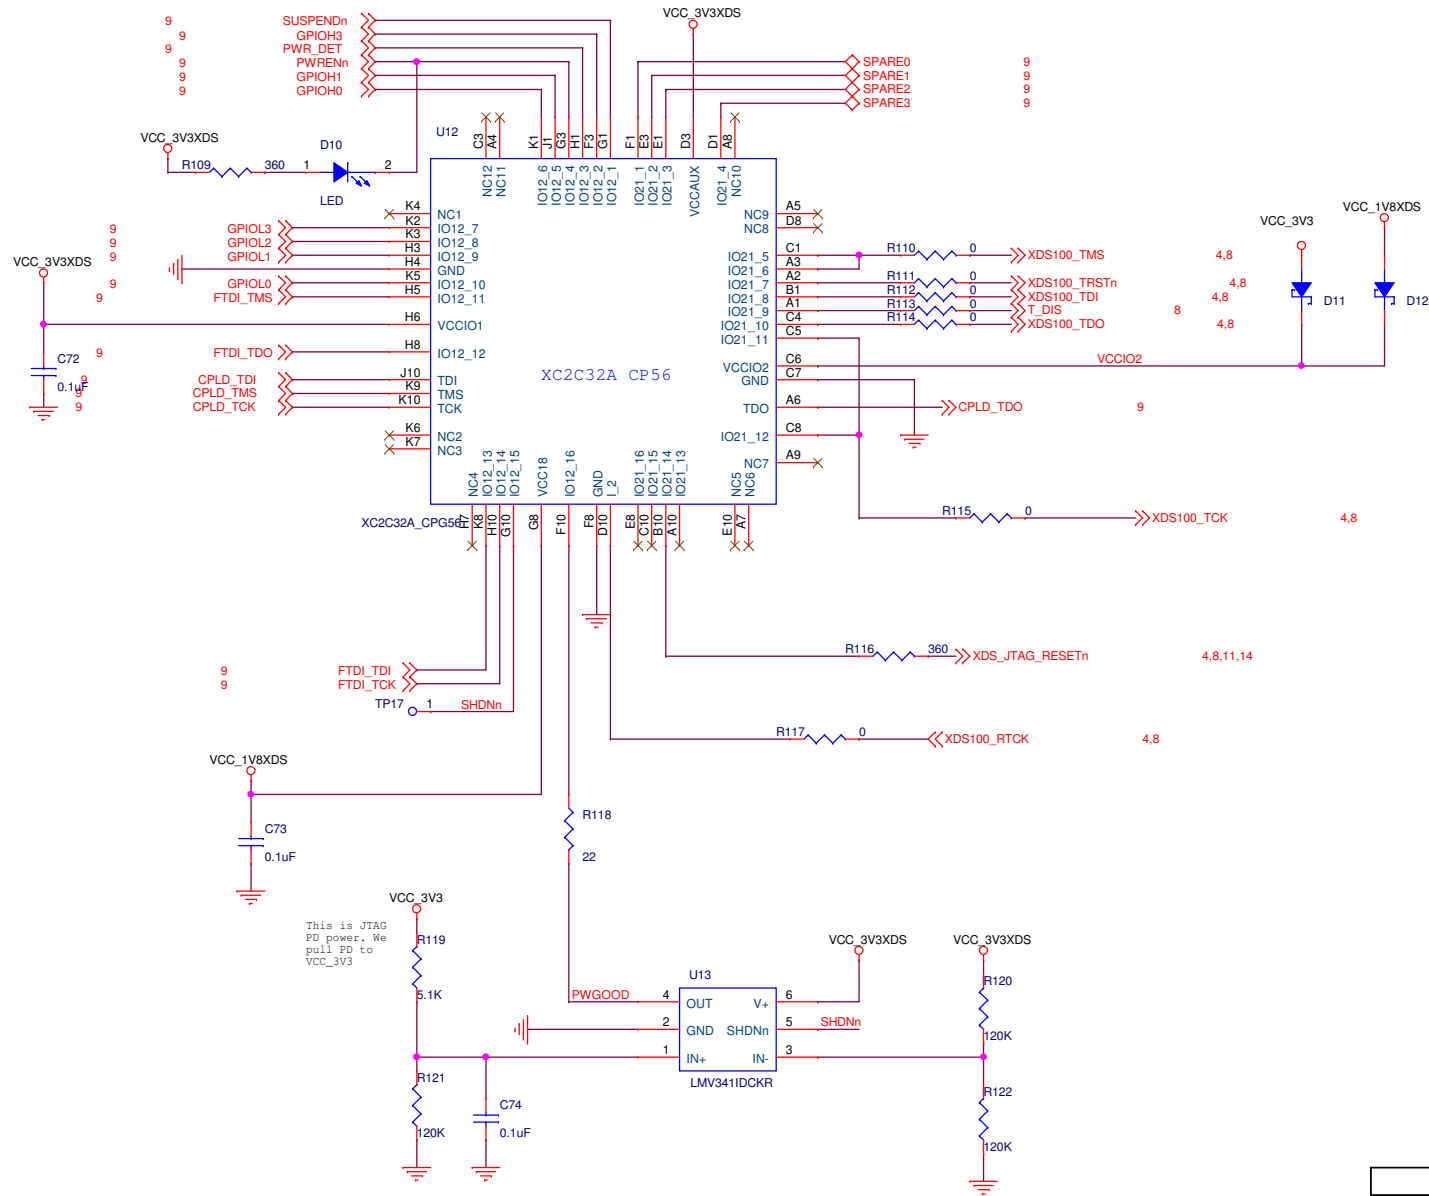 VCC_3V3XDS
9 SUSPENDn
9 GPIOH3
9 PWR_DET
9 PWRENn
9 GPIOH1
9 GPIOH0
SPARE0 9
SPARE1 9
SPARE2 9
SPARE3 9
U12
C3 A4 K1 J1 G3 H1 F3 G1 F1 E3 E1 D3 D1 A8
NC12 NC11 IO12_6 IO12_5 IO12_4 IO12_3 IO12_2 IO12_1 IO21_1 IO21_2 IO21_3 VCCAUX IO21_4 NC10
VCC_3V3XDS
D10
R109 360 1 2
LED
K4 NC1
9 GPIOL3 K2 IO12_7
9 GPIOL2 K3 IO12_8
9 GPIOL1 H3 IO12_9
H4 GND
9 GPIOL0 K5 IO12_10
9 FTDI_TMS H5 IO12_11
VCC_3V3XDS
H6 VCCIO1
C72
0.1uF
9 FTDI_TDO H8 IO12_12
CPLD_TDI 9 J10 TDI
CPLD_TMS 9 K9 TMS
CPLD_TCK 9 K10 TCK
K6 NC2
K7 NC3
XC2C32A CP56
NC9 A5
NC8 D8
IO21_5 C1 R110 0 XDS100_TMS 4,8
IO21_6 A3
IO21_7 A2 R111 0 XDS100_TRSTn 4,8
IO21_8 B1 R112 0 XDS100_TDI 4,8
IO21_9 A1 R113 0 T_DIS 8
IO21_10 C4 R114 0 XDS100_TDO 4,8
IO21_11 C5
VCCIO2 C6 VCCIO2
GND C7
TDO A6 CPLD_TDO 9
IO21_12 C8
NC7 A9
VCC_3V3
VCC_1V8XDS
D11
D12
NC4 IO12_13 IO12_14 IO12_15 VCC18 IO12_16 GND I_2 IO21_16 IO21_15 IO21_14 IO21_13 NC5 NC6
XC2C32A_CPG56
H7 K8 H10 G10 G8 F10 F8 D10 E8 C10 B10 A10 E10 A7
R115 0 XDS100_TCK 4,8
R116 360 XDS_JTAG_RESETn 4,8,11,14
9 FTDI_TDI
9 FTDI_TCK
TP17 1 SHDNn
R117 0 XDS100_RTCK 4,8
VCC_1V8XDS
C73
0.1uF
R118
22
VCC_3V3
This is JTAG
PD power. We
pull PD to
VCC_3V3
R119
5.1K
VCC_3V3XDS
VCC_3V3XDS
U13
R120
120K
PWGOOD 4 OUT V+ 6
2 GND SHDNn 5 SHDNn
1 IN+ IN- 3
LMV341IDCKR
R121
120K
C74
0.1uF
R122
120K